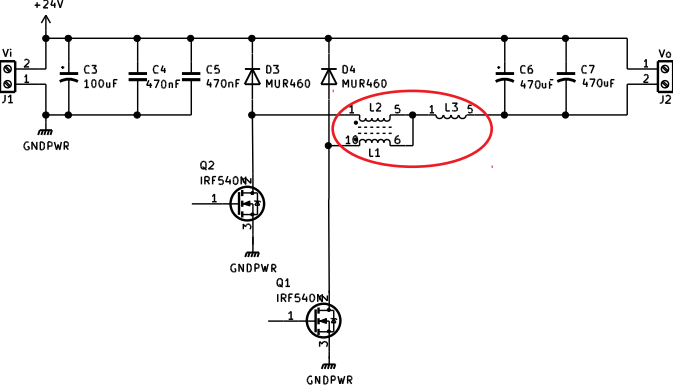 +24V
Vi
2
1
J1
C3
100uF
C4
470nF
C5
470nF
D3
MUR460
D4
MUR460
1
L2
5
1
L3
5
10
6
L1
C6
470uF
C7
470uF
Vo
1
2
J2
GNDPWR
Q2
IRF540N
2
1
3
GNDPWR
Q1
IRF540N
2
1
3
GNDPWR